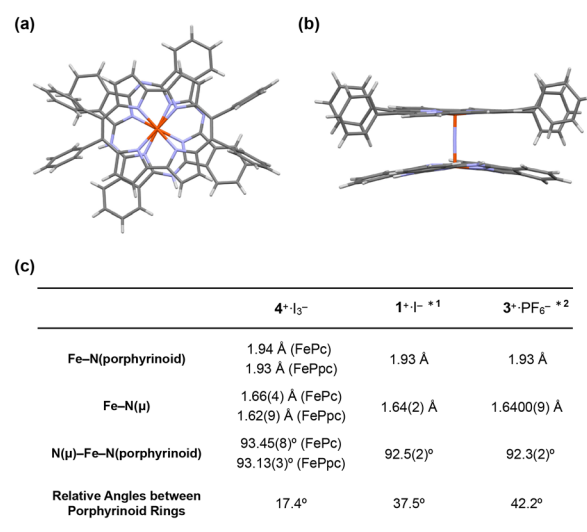 (a)
(b)
(c)
4⁺·I₃⁻ 1⁺·I⁻ *1 3⁺·PF₆⁻ *2
Fe–N(porphyrinoid) 1.94 Å (FePc) 1.93 Å 1.93 Å
1.93 Å (FePpc)
Fe–N(μ) 1.66(4) Å (FePc) 1.64(2) Å 1.6400(9) Å
1.62(9) Å (FePpc)
N(μ)–Fe–N(porphyrinoid) 93.45(8)º (FePc) 92.5(2)º 92.3(2)º
93.13(3)º (FePpc)
Relative Angles between
Porphyrinoid Rings 17.4º 37.5º 42.2º